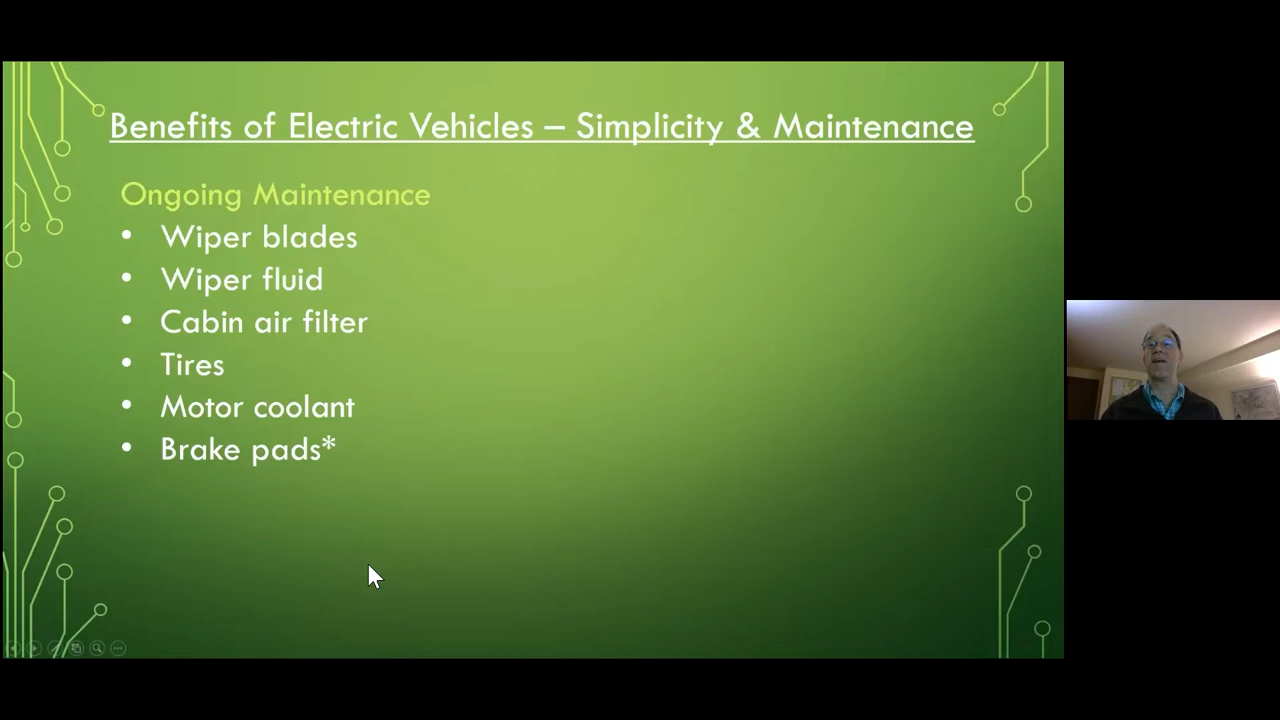 Benefits of Electric Vehicles – Simplicity & Maintenance
Ongoing Maintenance
• Wiper blades
• Wiper fluid
• Cabin air filter
• Tires
• Motor coolant
• Brake pads*